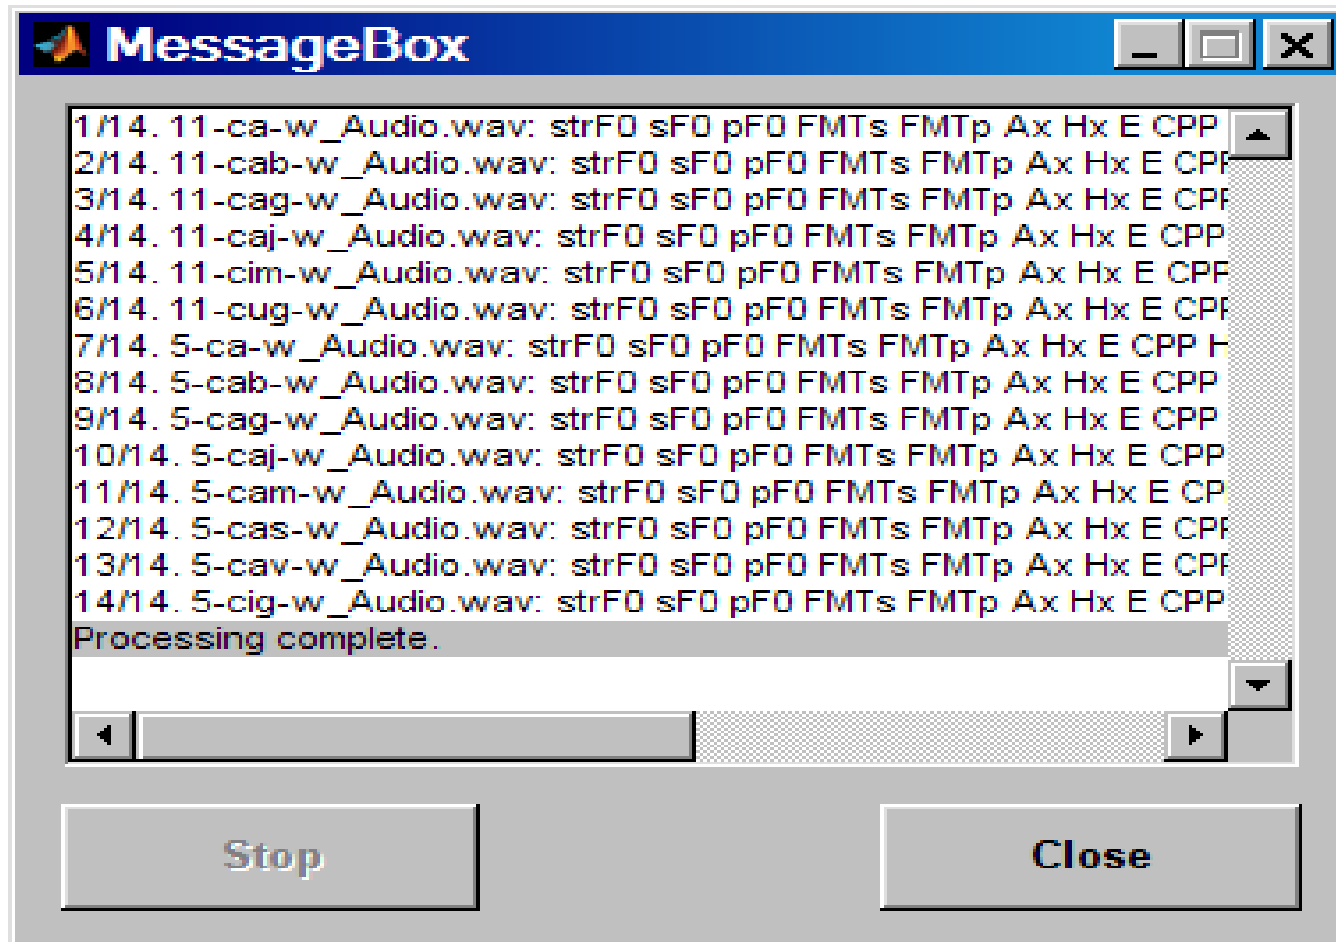 MessageBox
1/14. 11-ca-w_Audio.wav: strF0 sF0 pF0 FMTs FMTp Ax Hx E CPP
2/14. 11-cab-w_Audio.wav: strF0 sF0 pF0 FMTs FMTp Ax Hx E CPP
3/14. 11-cag-w_Audio.wav: strF0 sF0 pF0 FMTs FMTp Ax Hx E CPP
4/14. 11-caj-w_Audio.wav: strF0 sF0 pF0 FMTs FMTp Ax Hx E CPP
5/14. 11-cim-w_Audio.wav: strF0 sF0 pF0 FMTs FMTp Ax Hx E CPP
6/14. 11-cug-w_Audio.wav: strF0 sF0 pF0 FMTs FMTp Ax Hx E CPP
7/14. 5-ca-w_Audio.wav: strF0 sF0 pF0 FMTs FMTp Ax Hx E CPP H
8/14. 5-cab-w_Audio.wav: strF0 sF0 pF0 FMTs FMTp Ax Hx E CPP
9/14. 5-cag-w_Audio.wav: strF0 sF0 pF0 FMTs FMTp Ax Hx E CPP
10/14. 5-caj-w_Audio.wav: strF0 sF0 pF0 FMTs FMTp Ax Hx E CPP
11/14. 5-cam-w_Audio.wav: strF0 sF0 pF0 FMTs FMTp Ax Hx E CP
12/14. 5-cas-w_Audio.wav: strF0 sF0 pF0 FMTs FMTp Ax Hx E CPP
13/14. 5-cav-w_Audio.wav: strF0 sF0 pF0 FMTs FMTp Ax Hx E CPP
14/14. 5-cig-w_Audio.wav: strF0 sF0 pF0 FMTs FMTp Ax Hx E CPP
Processing complete.
Stop
Close